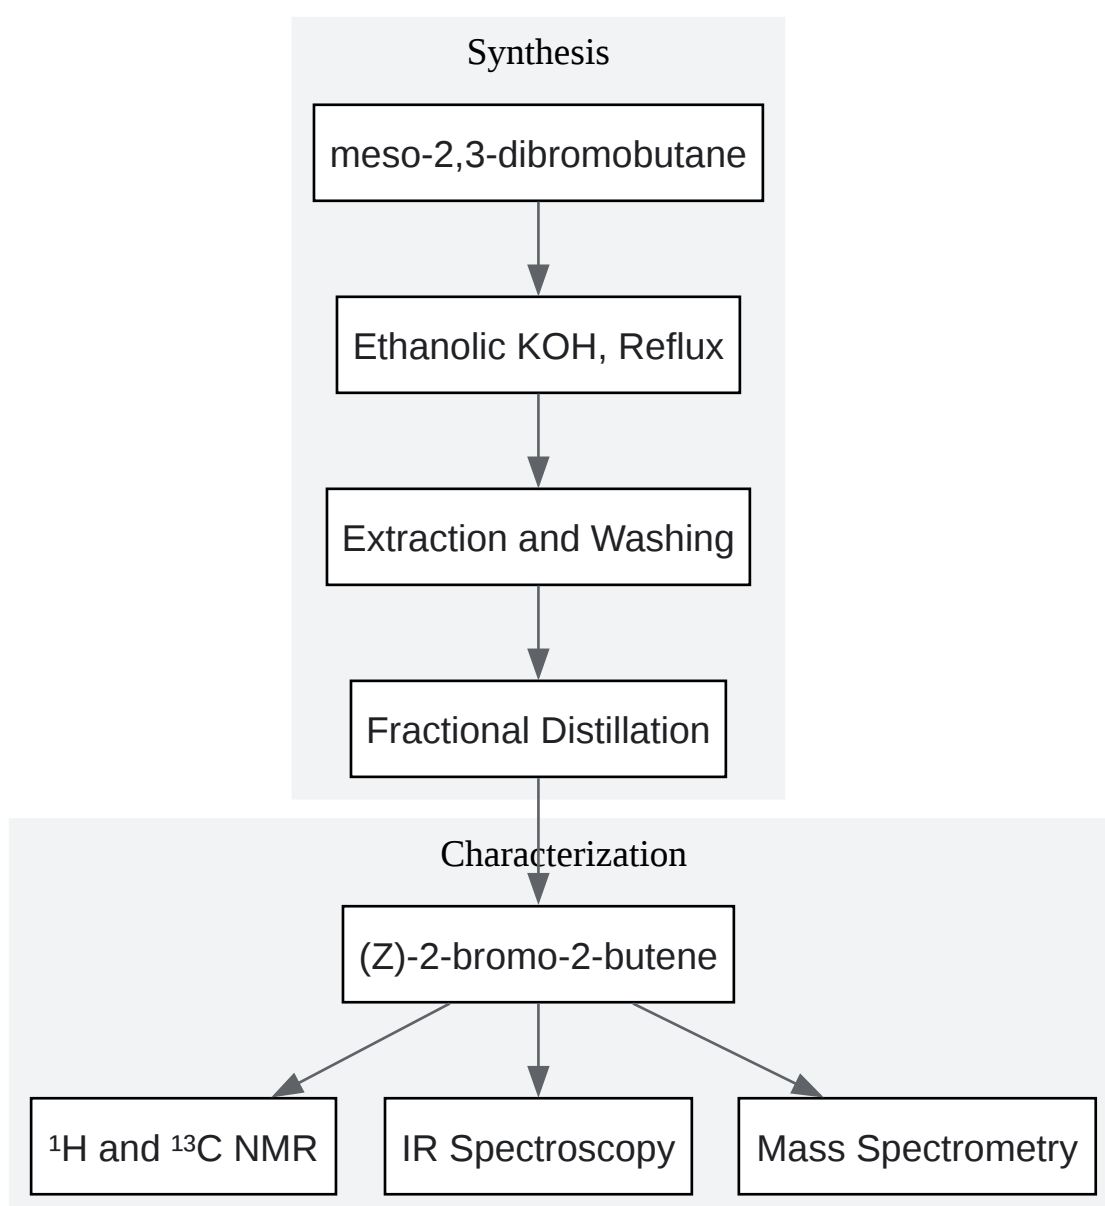 Synthesis
meso-2,3-dibromobutane
Ethanolic KOH, Reflux
Extraction and Washing
Fractional Distillation
Characterization
(Z)-2-bromo-2-butene
¹H and ¹³C NMR
IR Spectroscopy
Mass Spectrometry